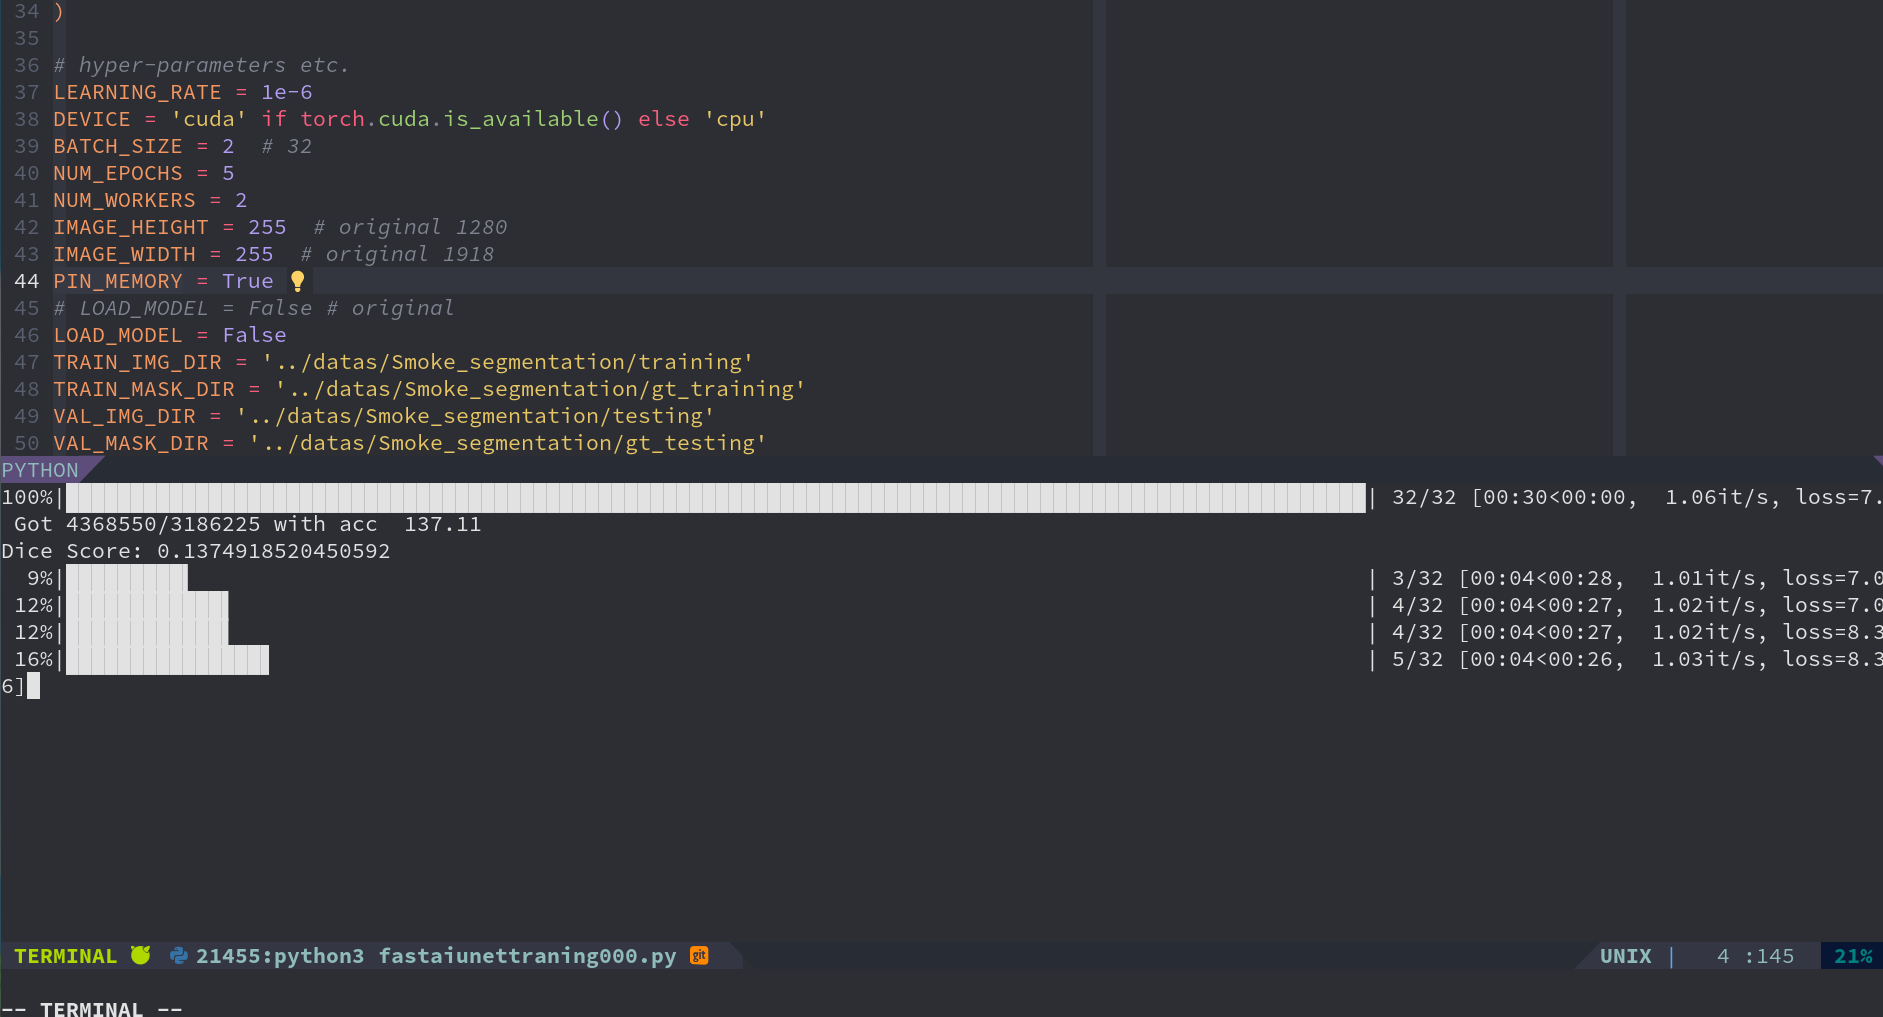 34 )
35
36 # hyper-parameters etc.
37 LEARNING_RATE = 1e-6
38 DEVICE = 'cuda' if torch.cuda.is_available() else 'cpu'
39 BATCH_SIZE = 2  # 32
40 NUM_EPOCHS = 5
41 NUM_WORKERS = 2
42 IMAGE_HEIGHT = 255  # original 1280
43 IMAGE_WIDTH = 255  # original 1918
44 PIN_MEMORY = True
45 # LOAD_MODEL = False # original
46 LOAD_MODEL = False
47 TRAIN_IMG_DIR = '../datas/Smoke_segmentation/training'
48 TRAIN_MASK_DIR = '../datas/Smoke_segmentation/gt_training'
49 VAL_IMG_DIR = '../datas/Smoke_segmentation/testing'
50 VAL_MASK_DIR = '../datas/Smoke_segmentation/gt_testing'
PYTHON
100%| | 32/32 [00:30<00:00,  1.06it/s, loss=7.
Got 4368550/3186225 with acc  137.11
Dice Score: 0.1374918520450592
9%| | 3/32 [00:04<00:28,  1.01it/s, loss=7.0
12%| | 4/32 [00:04<00:27,  1.02it/s, loss=7.0
12%| | 4/32 [00:04<00:27,  1.02it/s, loss=8.3
16%| | 5/32 [00:04<00:26,  1.03it/s, loss=8.3
6]
TERMINAL 21455:python3 fastaiunettraning000.py git UNIX | 4 :145 21%
-- TERMINAL --